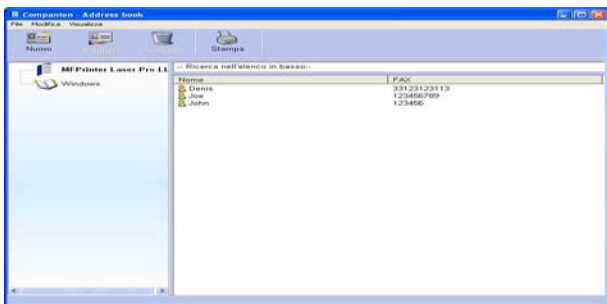 Companion - Address book
File Modifica Visualizza
Nuovo
Stampa
MFPrinter Laser Pro LL
Windows
-- Ricerca nell'elenco in basso--
Nome FAX
Denis 33123123113
Joe 123456789
John 123456